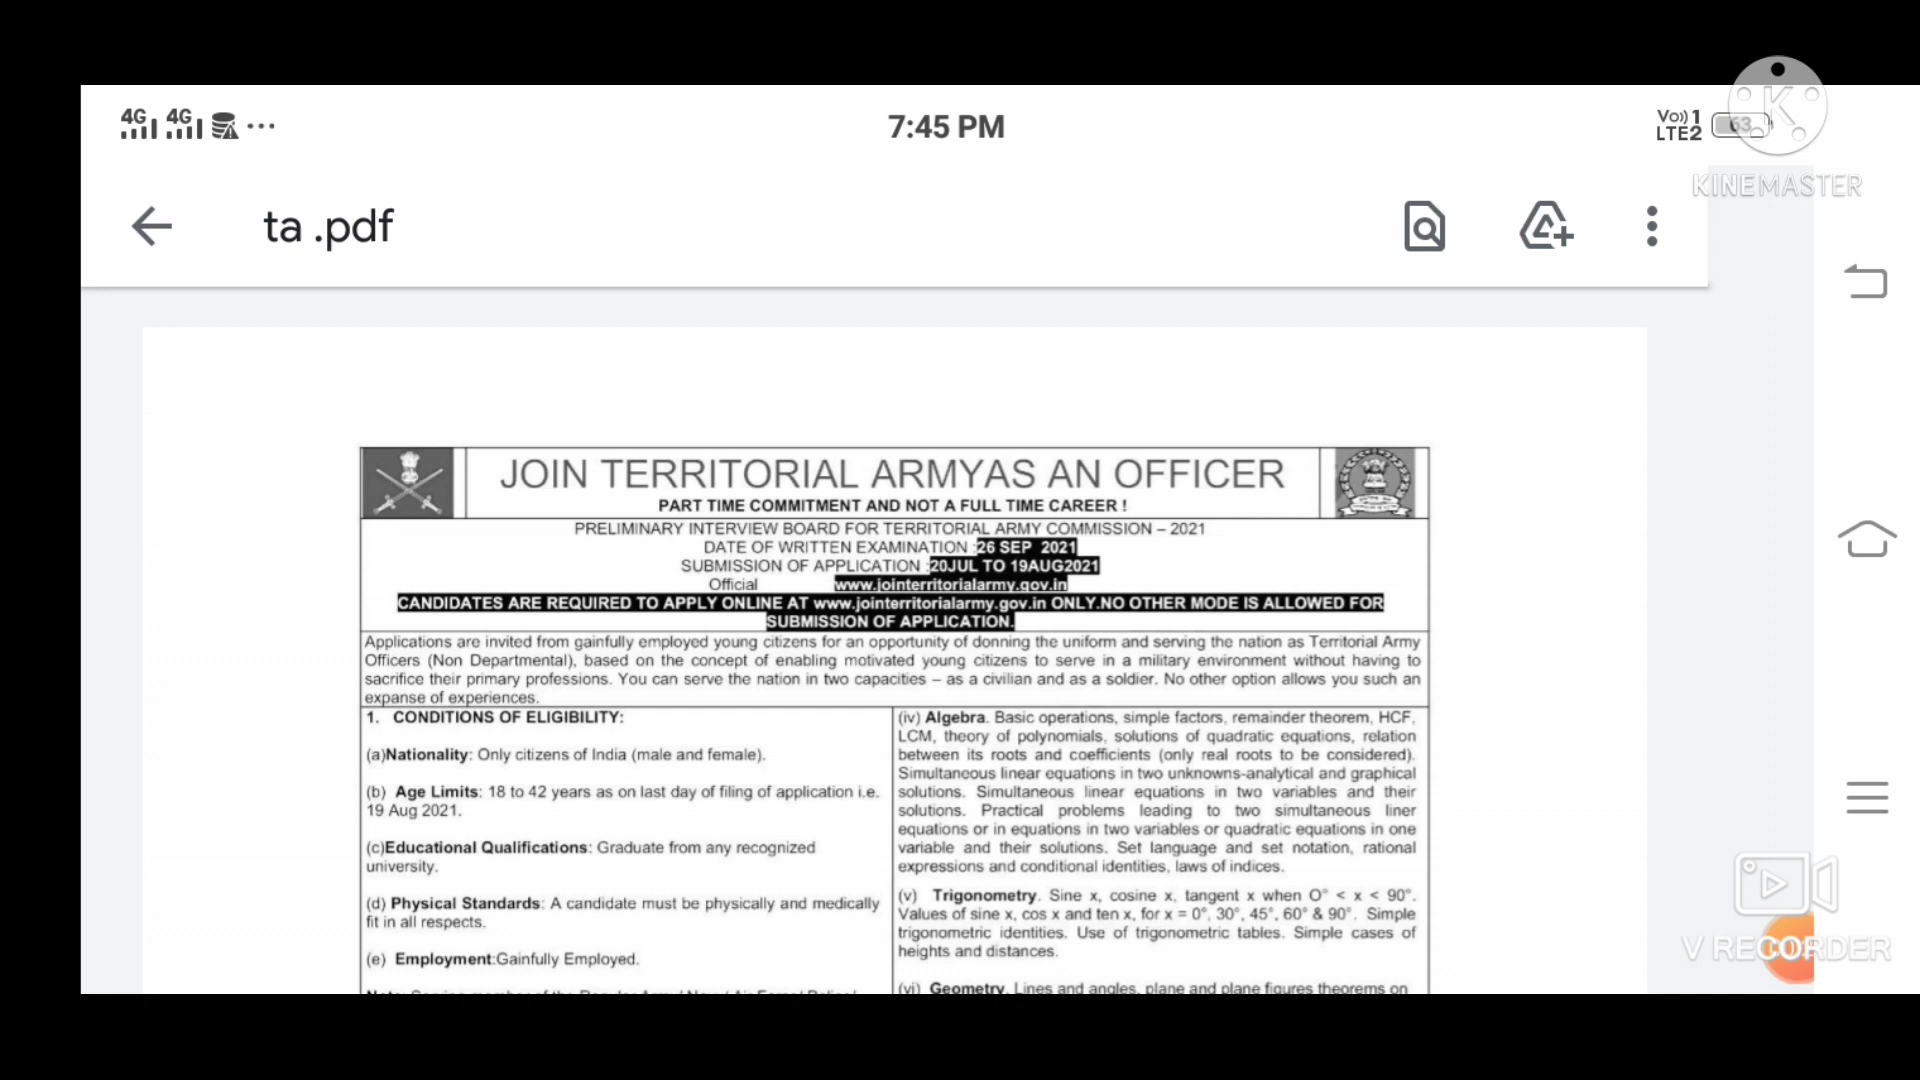 4G 4G
7:45 PM
Vo)) 1
LTE2
63
K
KINEMASTER
ta .pdf
JOIN TERRITORIAL ARMYAS AN OFFICER
PART TIME COMMITMENT AND NOT A FULL TIME CAREER !
PRELIMINARY INTERVIEW BOARD FOR TERRITORIAL ARMY COMMISSION – 2021
DATE OF WRITTEN EXAMINATION :26 SEP 2021
SUBMISSION OF APPLICATION :20JUL TO 19AUG2021
Official www.jointerritorialarmy.gov.in
CANDIDATES ARE REQUIRED TO APPLY ONLINE AT www.jointerritorialarmy.gov.in ONLY.NO OTHER MODE IS ALLOWED FOR
SUBMISSION OF APPLICATION.
Applications are invited from gainfully employed young citizens for an opportunity of donning the uniform and serving the nation as Territorial Army
Officers (Non Departmental), based on the concept of enabling motivated young citizens to serve in a military environment without having to
sacrifice their primary professions. You can serve the nation in two capacities – as a civilian and as a soldier. No other option allows you such an
expanse of experiences.
1. CONDITIONS OF ELIGIBILITY:
(a)Nationality: Only citizens of India (male and female).
(b) Age Limits: 18 to 42 years as on last day of filing of application i.e.
19 Aug 2021.
(c)Educational Qualifications: Graduate from any recognized
university.
(d) Physical Standards: A candidate must be physically and medically
fit in all respects.
(e) Employment:Gainfully Employed.
(iv) Algebra. Basic operations, simple factors, remainder theorem, HCF,
LCM, theory of polynomials, solutions of quadratic equations, relation
between its roots and coefficients (only real roots to be considered).
Simultaneous linear equations in two unknowns-analytical and graphical
solutions. Simultaneous linear equations in two variables and their
solutions. Practical problems leading to two simultaneous liner
equations or in equations in two variables or quadratic equations in one
variable and their solutions. Set language and set notation, rational
expressions and conditional identities, laws of indices.
(v) Trigonometry. Sine x, cosine x, tangent x when O° < x < 90°.
Values of sine x, cos x and ten x, for x = 0°, 30°, 45°, 60° & 90°. Simple
trigonometric identities. Use of trigonometric tables. Simple cases of
heights and distances.
(vi) Geometry. Lines and angles, plane and plane figures theorems on
V RECORDER